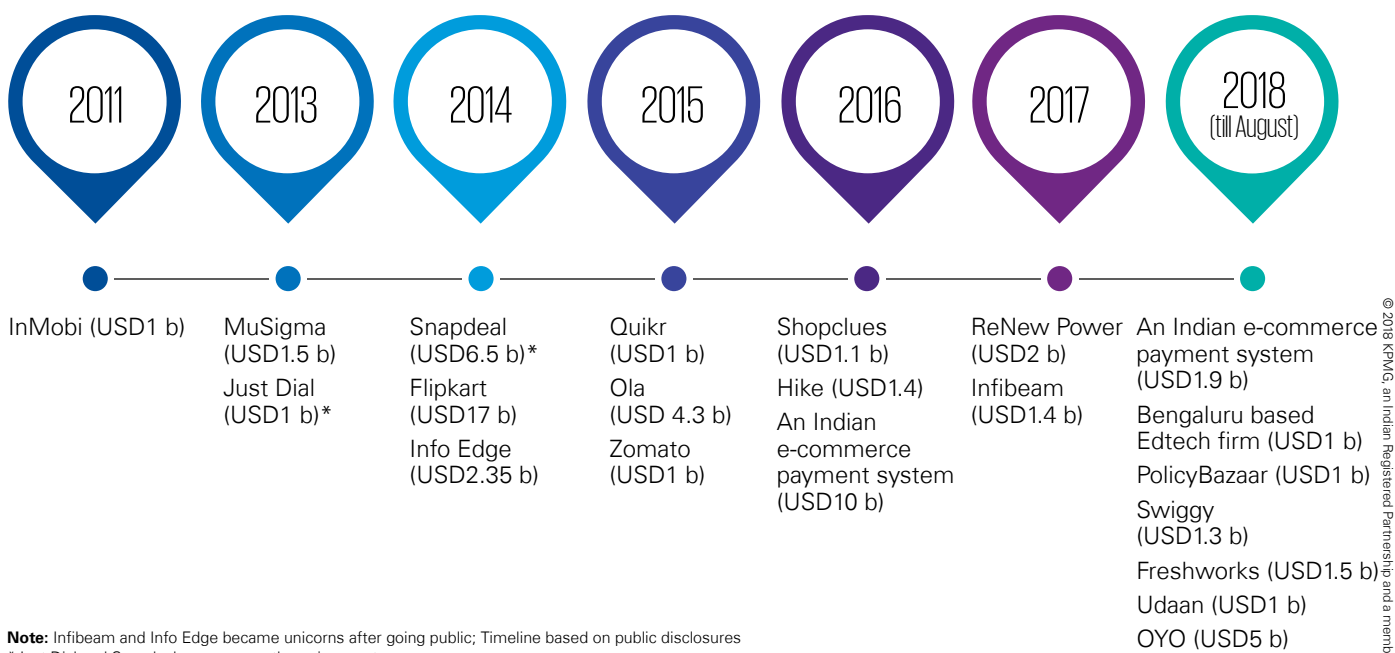 2011
2013
2014
2015
2016
2017
2018
(till August)
InMobi (USD1 b)
MuSigma
(USD1.5 b)
Just Dial
(USD1 b)*
Snapdeal
(USD6.5 b)*
Flipkart
(USD17 b)
Info Edge
(USD2.35 b)
Quikr
(USD1 b)
Ola
(USD 4.3 b)
Zomato
(USD1 b)
Shopclues
(USD1.1 b)
Hike (USD1.4)
An Indian
e-commerce
payment system
(USD10 b)
ReNew Power
(USD2 b)
Infibeam
(USD1.4 b)
An Indian e-commerce
payment system
(USD1.9 b)
Bengaluru based
Edtech firm (USD1 b)
PolicyBazaar (USD1 b)
Swiggy
(USD1.3 b)
Freshworks (USD1.5 b)
Udaan (USD1 b)
OYO (USD5 b)
Note: Infibeam and Info Edge became unicorns after going public; Timeline based on public disclosures
© 2018 KPMG, an Indian Registered Partnership and a